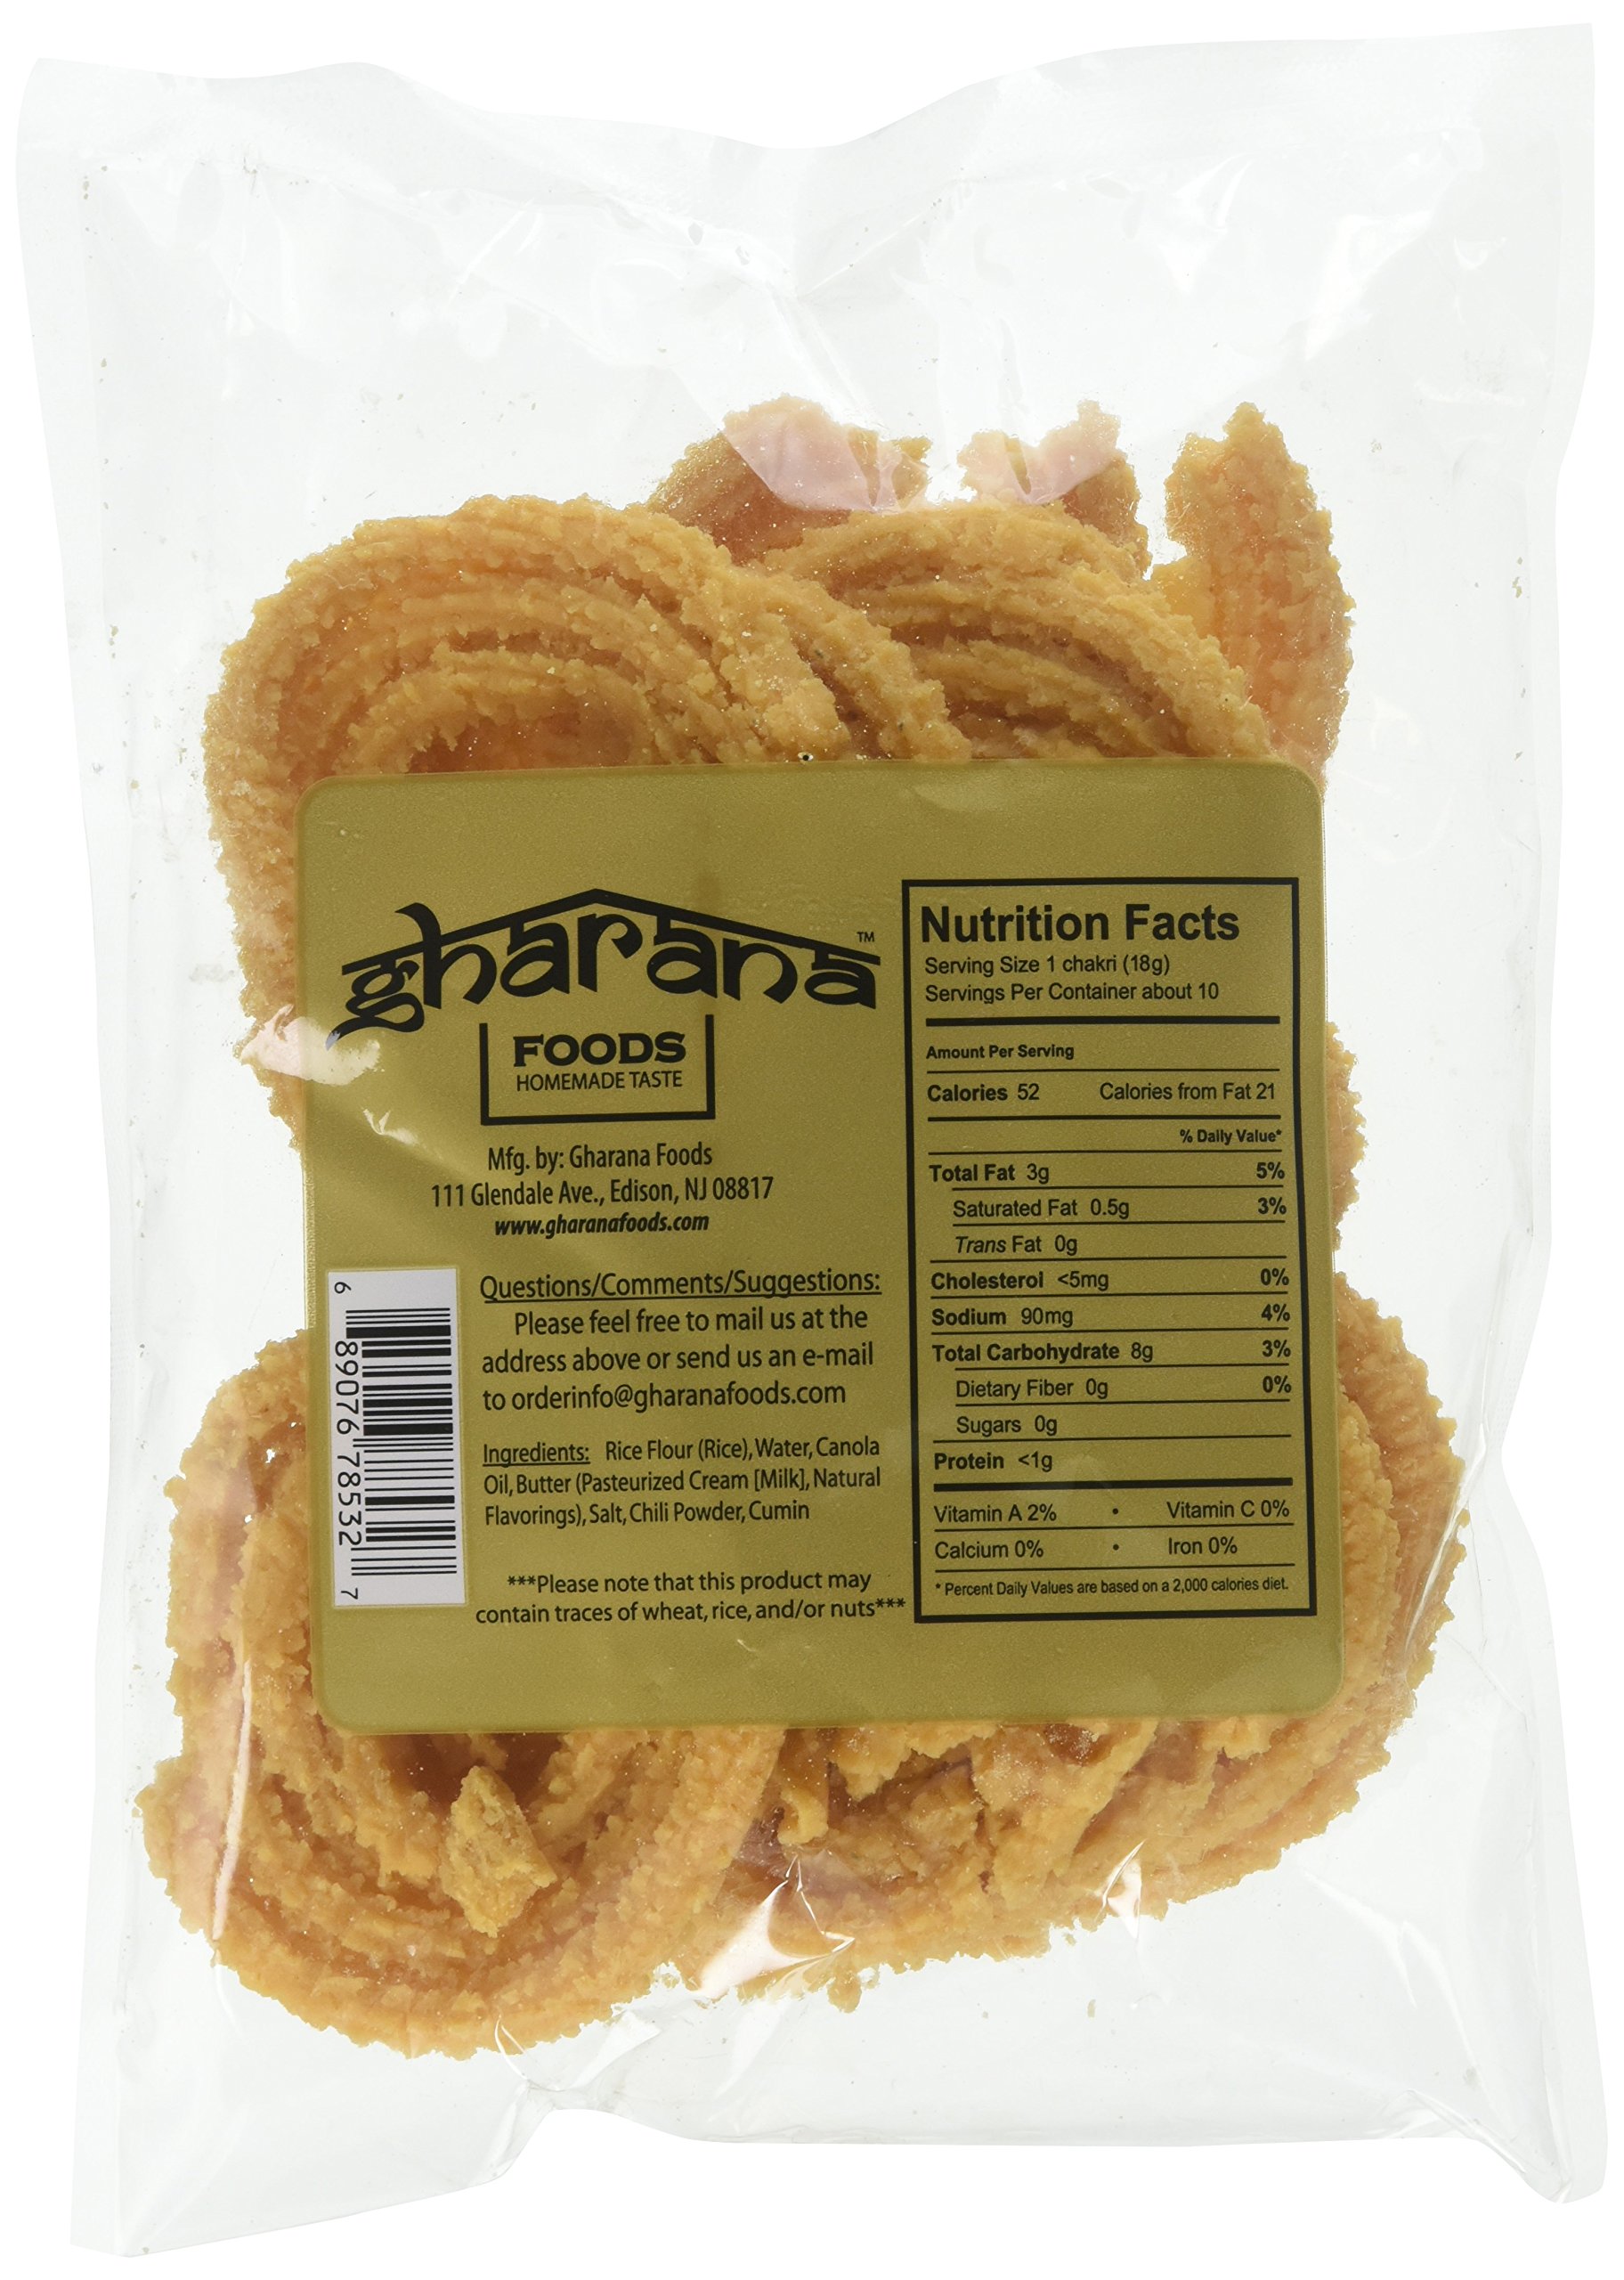 gharana™
FOODS
HOMEMADE TASTE
Mfg. by: Gharana Foods
111 Glendale Ave., Edison, NJ 08817
www.gharanafoods.com
Questions/Comments/Suggestions:
Please feel free to mail us at the
address above or send us an e-mail
to orderinfo@gharanafoods.com
Ingredients: Rice Flour (Rice), Water, Canola
Oil, Butter (Pasteurized Cream [Milk], Natural
Flavorings), Salt, Chili Powder, Cumin
***Please note that this product may
contain traces of wheat, rice, and/or nuts***
6 89076 78532 7
Nutrition Facts
Serving Size 1 chakri (18g)
Servings Per Container about 10
Amount Per Serving
Calories 52 Calories from Fat 21
% Daily Value*
Total Fat 3g 5%
Saturated Fat 0.5g 3%
Trans Fat 0g
Cholesterol <5mg 0%
Sodium 90mg 4%
Total Carbohydrate 8g 3%
Dietary Fiber 0g 0%
Sugars 0g
Protein <1g
Vitamin A 2% • Vitamin C 0%
Calcium 0% • Iron 0%
* Percent Daily Values are based on a 2,000 calories diet.